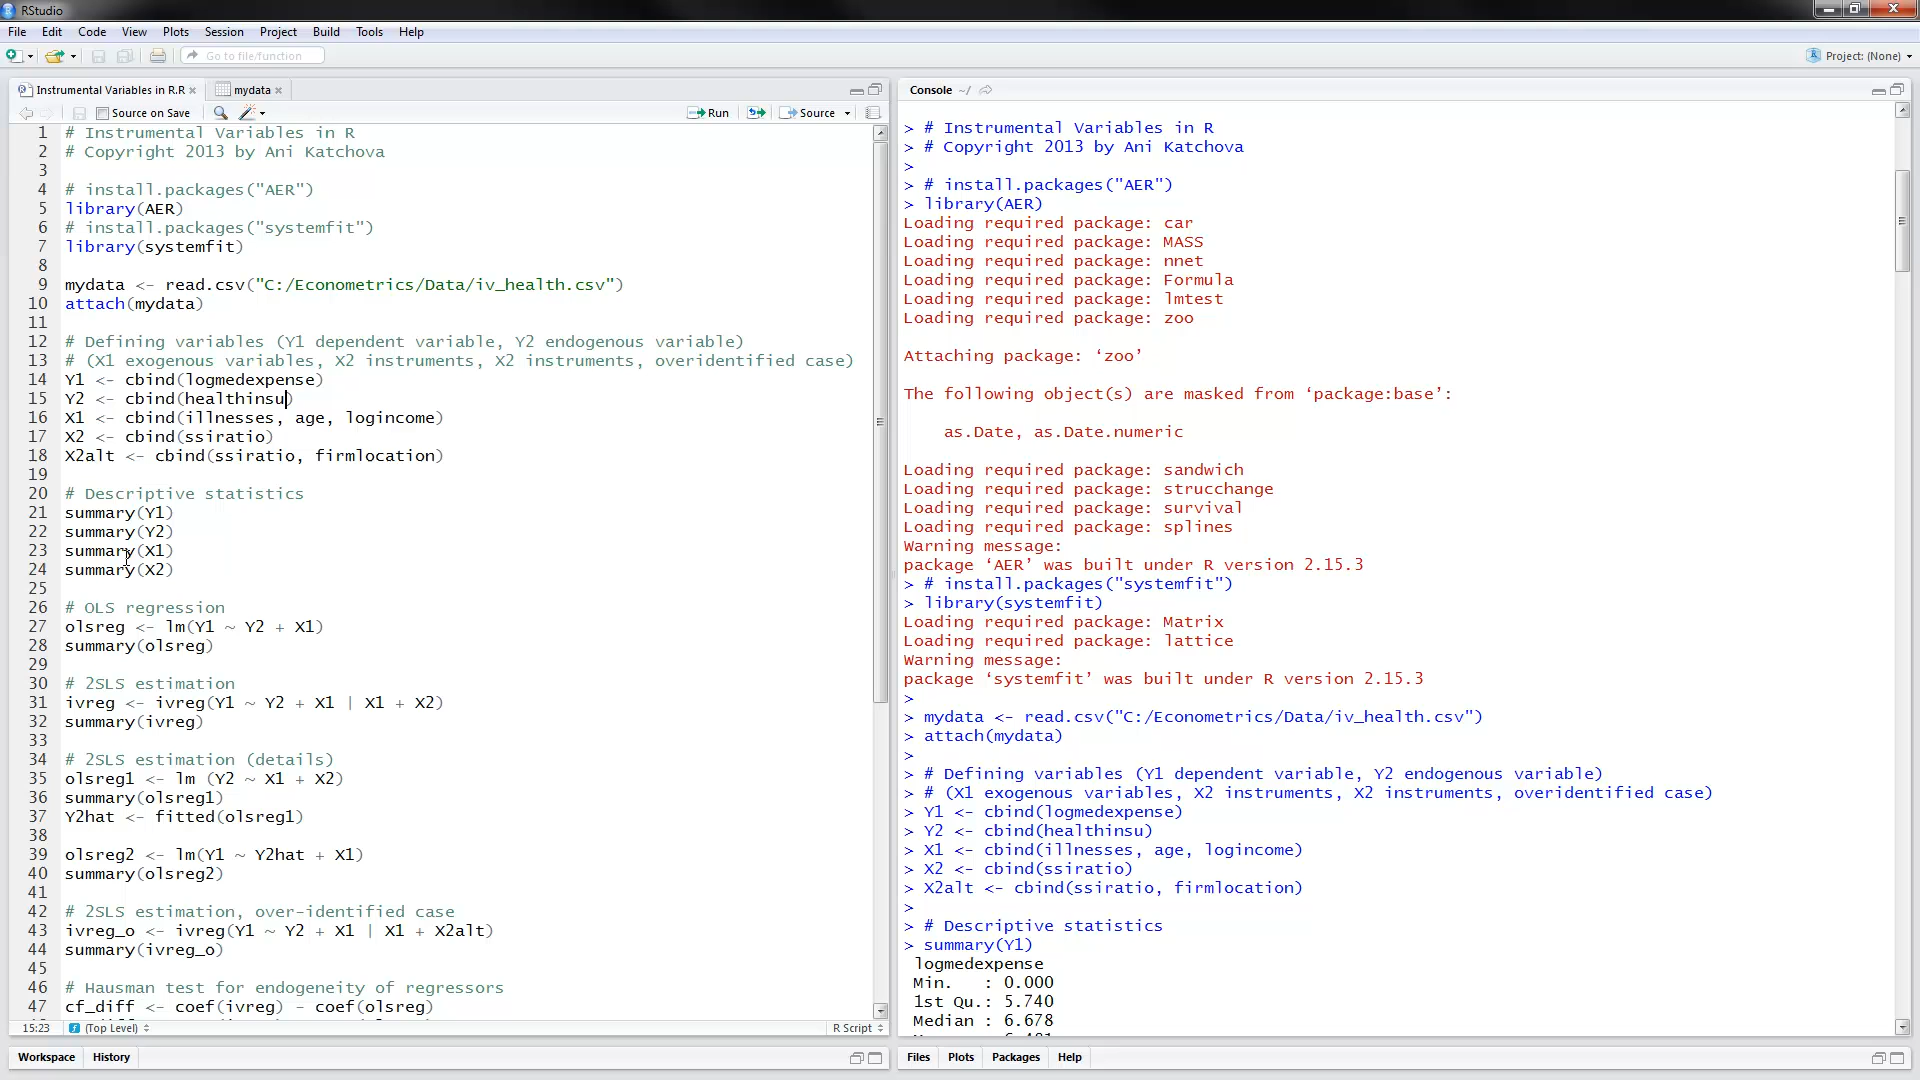 RStudio
File Edit Code View Plots Session Project Build Tools Help
Go to file/function
Project: (None)
Instrumental Variables in R.R
mydata
Source on Save
Run
Source
1 # Instrumental Variables in R
2 # Copyright 2013 by Ani Katchova
3
4 # install.packages("AER")
5 library(AER)
6 # install.packages("systemfit")
7 library(systemfit)
8
9 mydata <- read.csv("C:/Econometrics/Data/iv_health.csv")
10 attach(mydata)
11
12 # Defining variables (Y1 dependent variable, Y2 endogenous variable)
13 # (X1 exogenous variables, X2 instruments, X2 instruments, overidentified case)
14 Y1 <- cbind(logmedexpense)
15 Y2 <- cbind(healthinsu)
16 X1 <- cbind(illnesses, age, logincome)
17 X2 <- cbind(ssiratio)
18 X2alt <- cbind(ssiratio, firmlocation)
19
20 # Descriptive statistics
21 summary(Y1)
22 summary(Y2)
23 summary(X1)
24 summary(X2)
25
26 # OLS regression
27 olsreg <- lm(Y1 ~ Y2 + X1)
28 summary(olsreg)
29
30 # 2SLS estimation
31 ivreg <- ivreg(Y1 ~ Y2 + X1 | X1 + X2)
32 summary(ivreg)
33
34 # 2SLS estimation (details)
35 olsreg1 <- lm (Y2 ~ X1 + X2)
36 summary(olsreg1)
37 Y2hat <- fitted(olsreg1)
38
39 olsreg2 <- lm(Y1 ~ Y2hat + X1)
40 summary(olsreg2)
41
42 # 2SLS estimation, over-identified case
43 ivreg_o <- ivreg(Y1 ~ Y2 + X1 | X1 + X2alt)
44 summary(ivreg_o)
45
46 # Hausman test for endogeneity of regressors
47 cf_diff <- coef(ivreg) - coef(olsreg)
15:23 (Top Level) R Script
Workspace History
Console ~/
> # Instrumental Variables in R
> # Copyright 2013 by Ani Katchova
>
> # install.packages("AER")
> library(AER)
Loading required package: car
Loading required package: MASS
Loading required package: nnet
Loading required package: Formula
Loading required package: lmtest
Loading required package: zoo
Attaching package: ‘zoo’
The following object(s) are masked from ‘package:base’:
as.Date, as.Date.numeric
Loading required package: sandwich
Loading required package: strucchange
Loading required package: survival
Loading required package: splines
Warning message:
package ‘AER’ was built under R version 2.15.3
> # install.packages("systemfit")
> library(systemfit)
Loading required package: Matrix
Loading required package: lattice
Warning message:
package ‘systemfit’ was built under R version 2.15.3
>
> mydata <- read.csv("C:/Econometrics/Data/iv_health.csv")
> attach(mydata)
>
> # Defining variables (Y1 dependent variable, Y2 endogenous variable)
> # (X1 exogenous variables, X2 instruments, X2 instruments, overidentified case)
> Y1 <- cbind(logmedexpense)
> Y2 <- cbind(healthinsu)
> X1 <- cbind(illnesses, age, logincome)
> X2 <- cbind(ssiratio)
> X2alt <- cbind(ssiratio, firmlocation)
>
> # Descriptive statistics
> summary(Y1)
logmedexpense
Min. : 0.000
1st Qu.: 5.740
Median : 6.678
Files Plots Packages Help